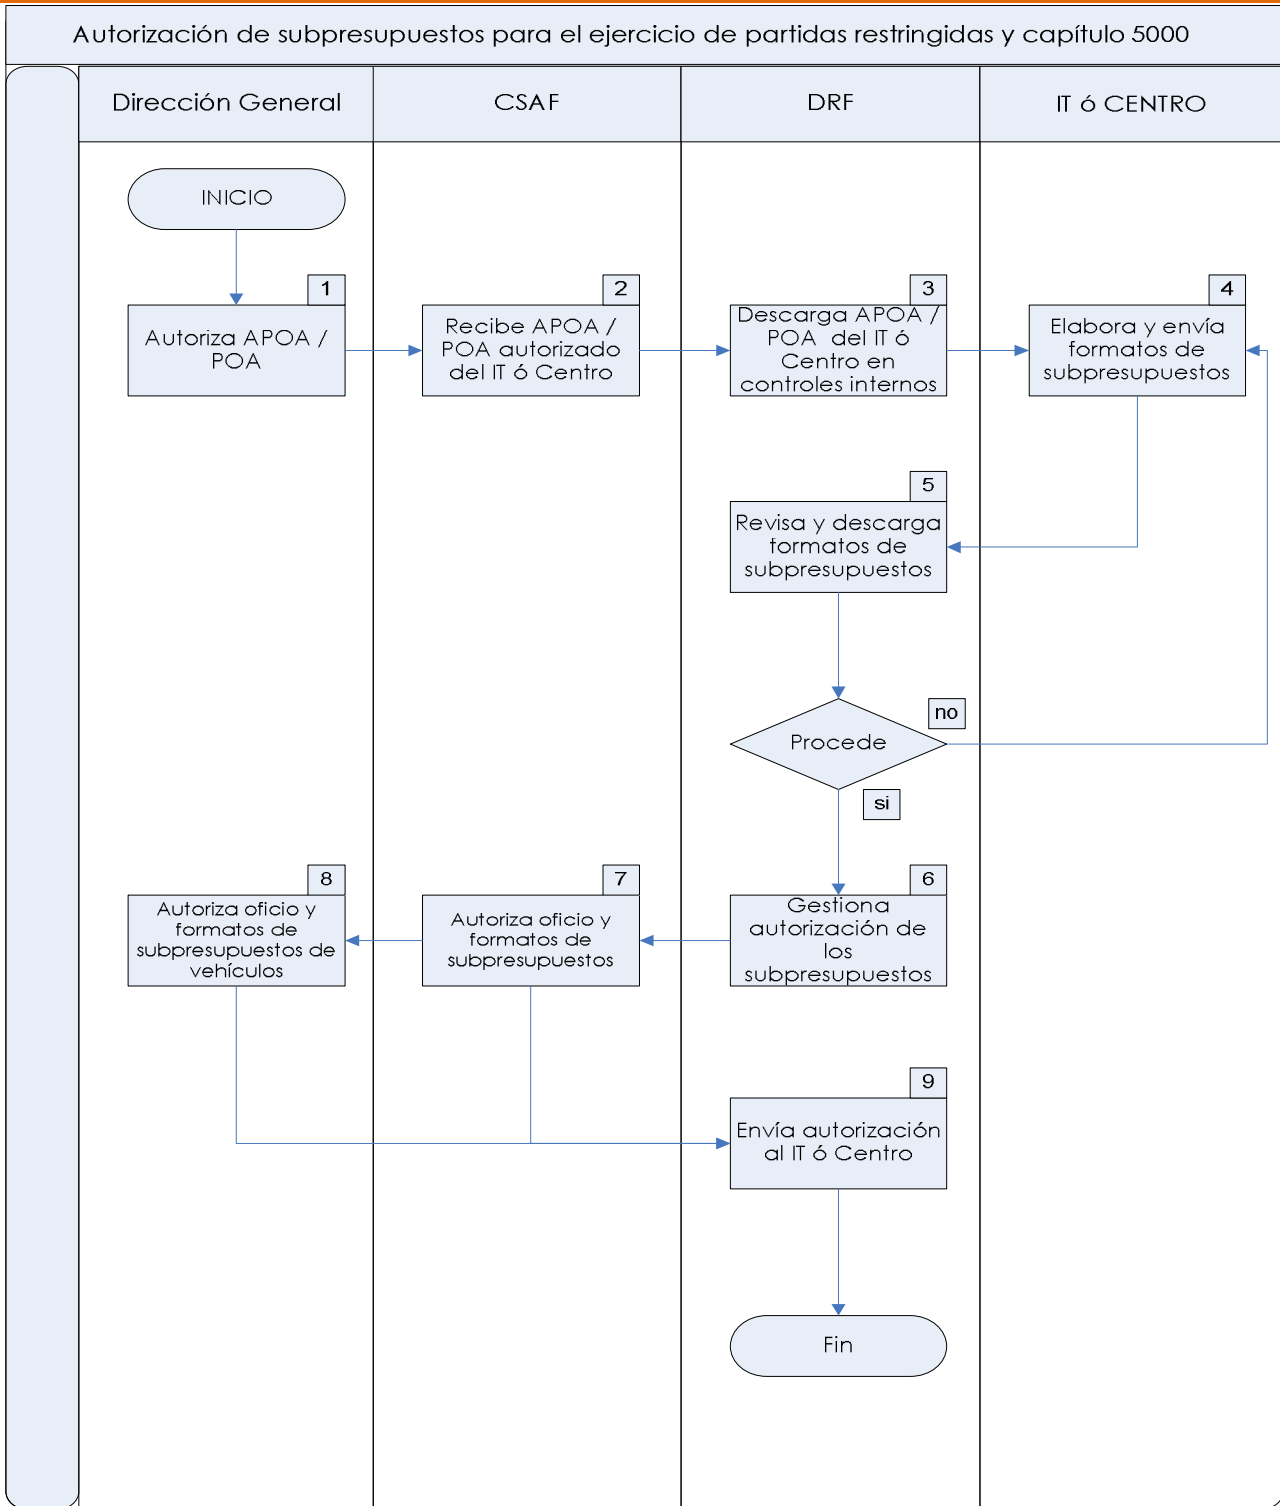 Autorización de subpresupuestos para el ejercicio de partidas restringidas y capítulo 5000
Dirección General
CSAF
DRF
IT ó CENTRO
INICIO
1
Autoriza APOA /
POA
2
Recibe APOA /
POA autorizado
del IT ó Centro
3
Descarga APOA /
POA del IT ó
Centro en
controles internos
4
Elabora y envía
formatos de
subpresupuestos
5
Revisa y descarga
formatos de
subpresupuestos
Procede
no
si
8
Autoriza oficio y
formatos de
subpresupuestos de
vehículos
7
Autoriza oficio y
formatos de
subpresupuestos
6
Gestiona
autorización de
los
subpresupuestos
9
Envía autorización
al IT ó Centro
Fin